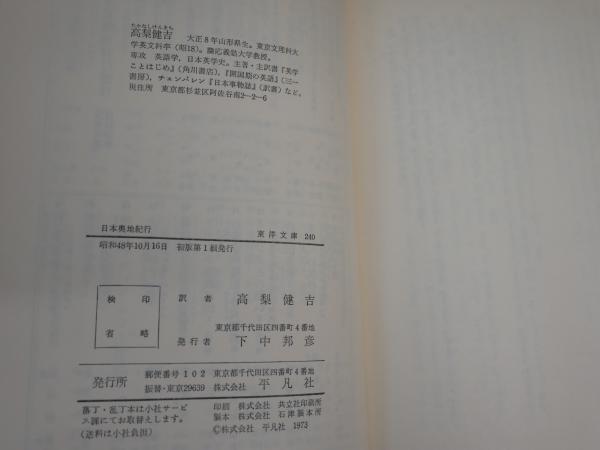 たかなしけんきち
高梨健吉　大正8年山形県生。東京文理科大
学英文科卒(昭18)。慶応義塾大学教授。
専攻　英語学，日本英学史。主著・主訳書『英学
ことはじめ』(角川書店)，『開国期の英語』(三一
書房)，チェンバレン『日本事物誌』(訳書)など。
現住所　東京都杉並区阿佐谷南2−2−6
日本奥地紀行　東洋文庫 240
昭和48年10月16日　初版第1刷発行
検印
省略
訳者　高梨健吉
東京都千代田区四番町4番地
発行者　下中邦彦
発行所
郵便番号102　東京都千代田区四番町4番地
振替・東京29639　株式会社　平凡社
落丁・乱丁本は小社サービ
ス課にてお取替えします。
(送料は小社負担)
印刷　株式会社　共立社印刷所
製本　株式会社　石津製本所
©株式会社　平凡社　1973